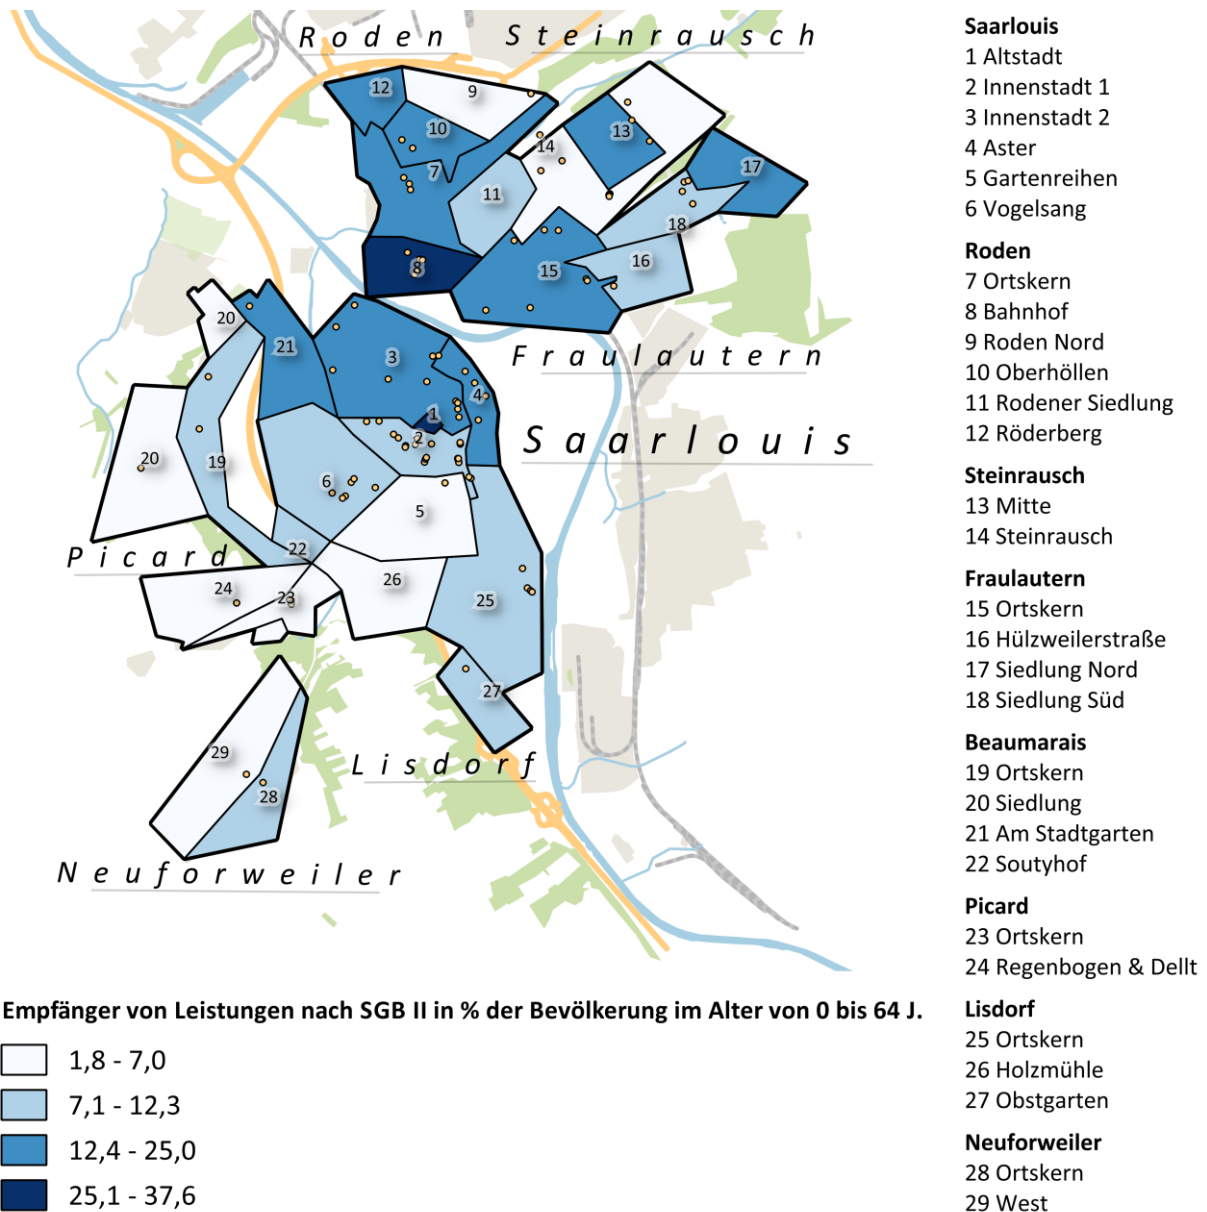 Roden
Steinrausch
12
9
10
13
14
7
17
11
18
8
15
16
20
21
3
Fraulautern
4
1
2
Saarlouis
20
19
6
5
Picard
22
24
23
26
25
27
29
28
Lisdorf
Neuforweiler
Empfänger von Leistungen nach SGB II in % der Bevölkerung im Alter von 0 bis 64 J.
1,8 - 7,0
7,1 - 12,3
12,4 - 25,0
25,1 - 37,6
Saarlouis
1 Altstadt
2 Innenstadt 1
3 Innenstadt 2
4 Aster
5 Gartenreihen
6 Vogelsang
Roden
7 Ortskern
8 Bahnhof
9 Roden Nord
10 Oberhöllen
11 Rodener Siedlung
12 Röderberg
Steinrausch
13 Mitte
14 Steinrausch
Fraulautern
15 Ortskern
16 Hülzweilerstraße
17 Siedlung Nord
18 Siedlung Süd
Beaumarais
19 Ortskern
20 Siedlung
21 Am Stadtgarten
22 Soutyhof
Picard
23 Ortskern
24 Regenbogen & Dellt
Lisdorf
25 Ortskern
26 Holzmühle
27 Obstgarten
Neuforweiler
28 Ortskern
29 West